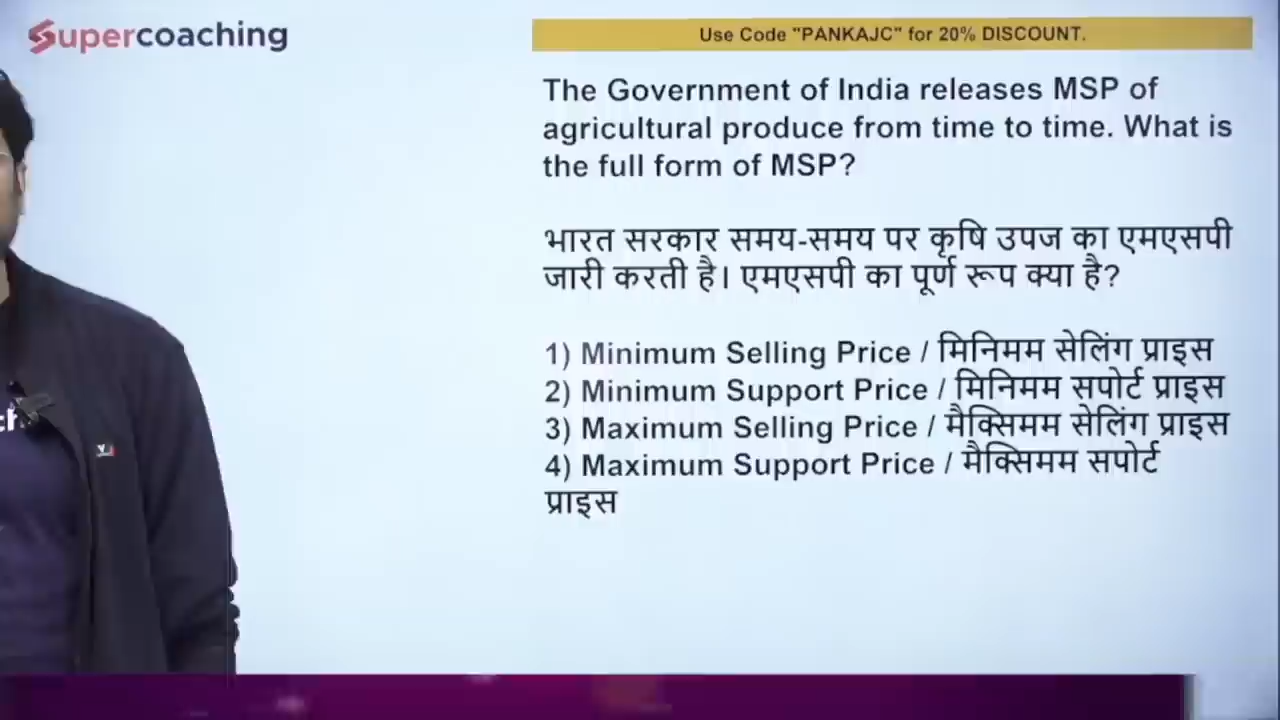 Supercoaching
Use Code "PANKAJC" for 20% DISCOUNT.
The Government of India releases MSP of
agricultural produce from time to time. What is
the full form of MSP?
भारत सरकार समय-समय पर कृषि उपज का एमएसपी
जारी करती है। एमएसपी का पूर्ण रूप क्या है?
1) Minimum Selling Price / मिनिमम सेलिंग प्राइस
2) Minimum Support Price / मिनिमम सपोर्ट प्राइस
3) Maximum Selling Price / मैक्सिमम सेलिंग प्राइस
4) Maximum Support Price / मैक्सिमम सपोर्ट
प्राइस